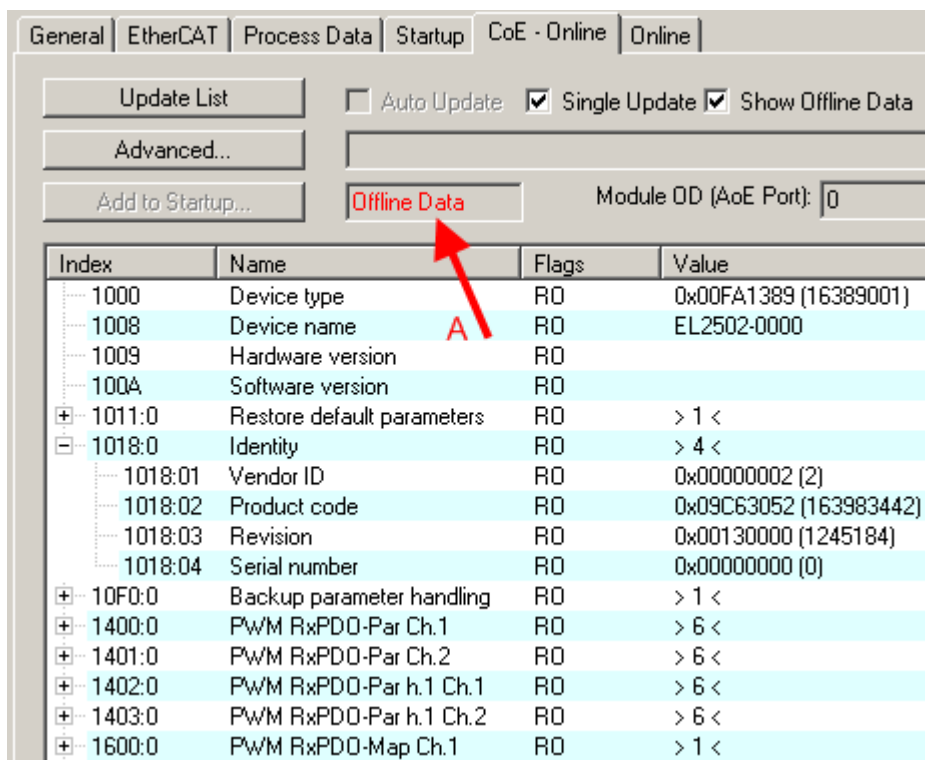 General EtherCAT Process Data Startup CoE - Online Online
Update List Auto Update Single Update Show Offline Data
Advanced...
Add to Startup... Offline Data Module OD (AoE Port): 0
Index Name Flags Value
1000 Device type RO 0x00FA1389 (16389001)
1008 Device name RO EL2502-0000
A
1009 Hardware version RO
100A Software version RO
1011:0 Restore default parameters RO > 1 <
1018:0 Identity RO > 4 <
1018:01 Vendor ID RO 0x00000002 (2)
1018:02 Product code RO 0x09C63052 (163983442)
1018:03 Revision RO 0x00130000 (1245184)
1018:04 Serial number RO 0x00000000 (0)
10F0:0 Backup parameter handling RO > 1 <
1400:0 PWM RxPDO-Par Ch.1 RO > 6 <
1401:0 PWM RxPDO-Par Ch.2 RO > 6 <
1402:0 PWM RxPDO-Par h.1 Ch.1 RO > 6 <
1403:0 PWM RxPDO-Par h.1 Ch.2 RO > 6 <
1600:0 PWM RxPDO-Map Ch.1 RO > 1 <